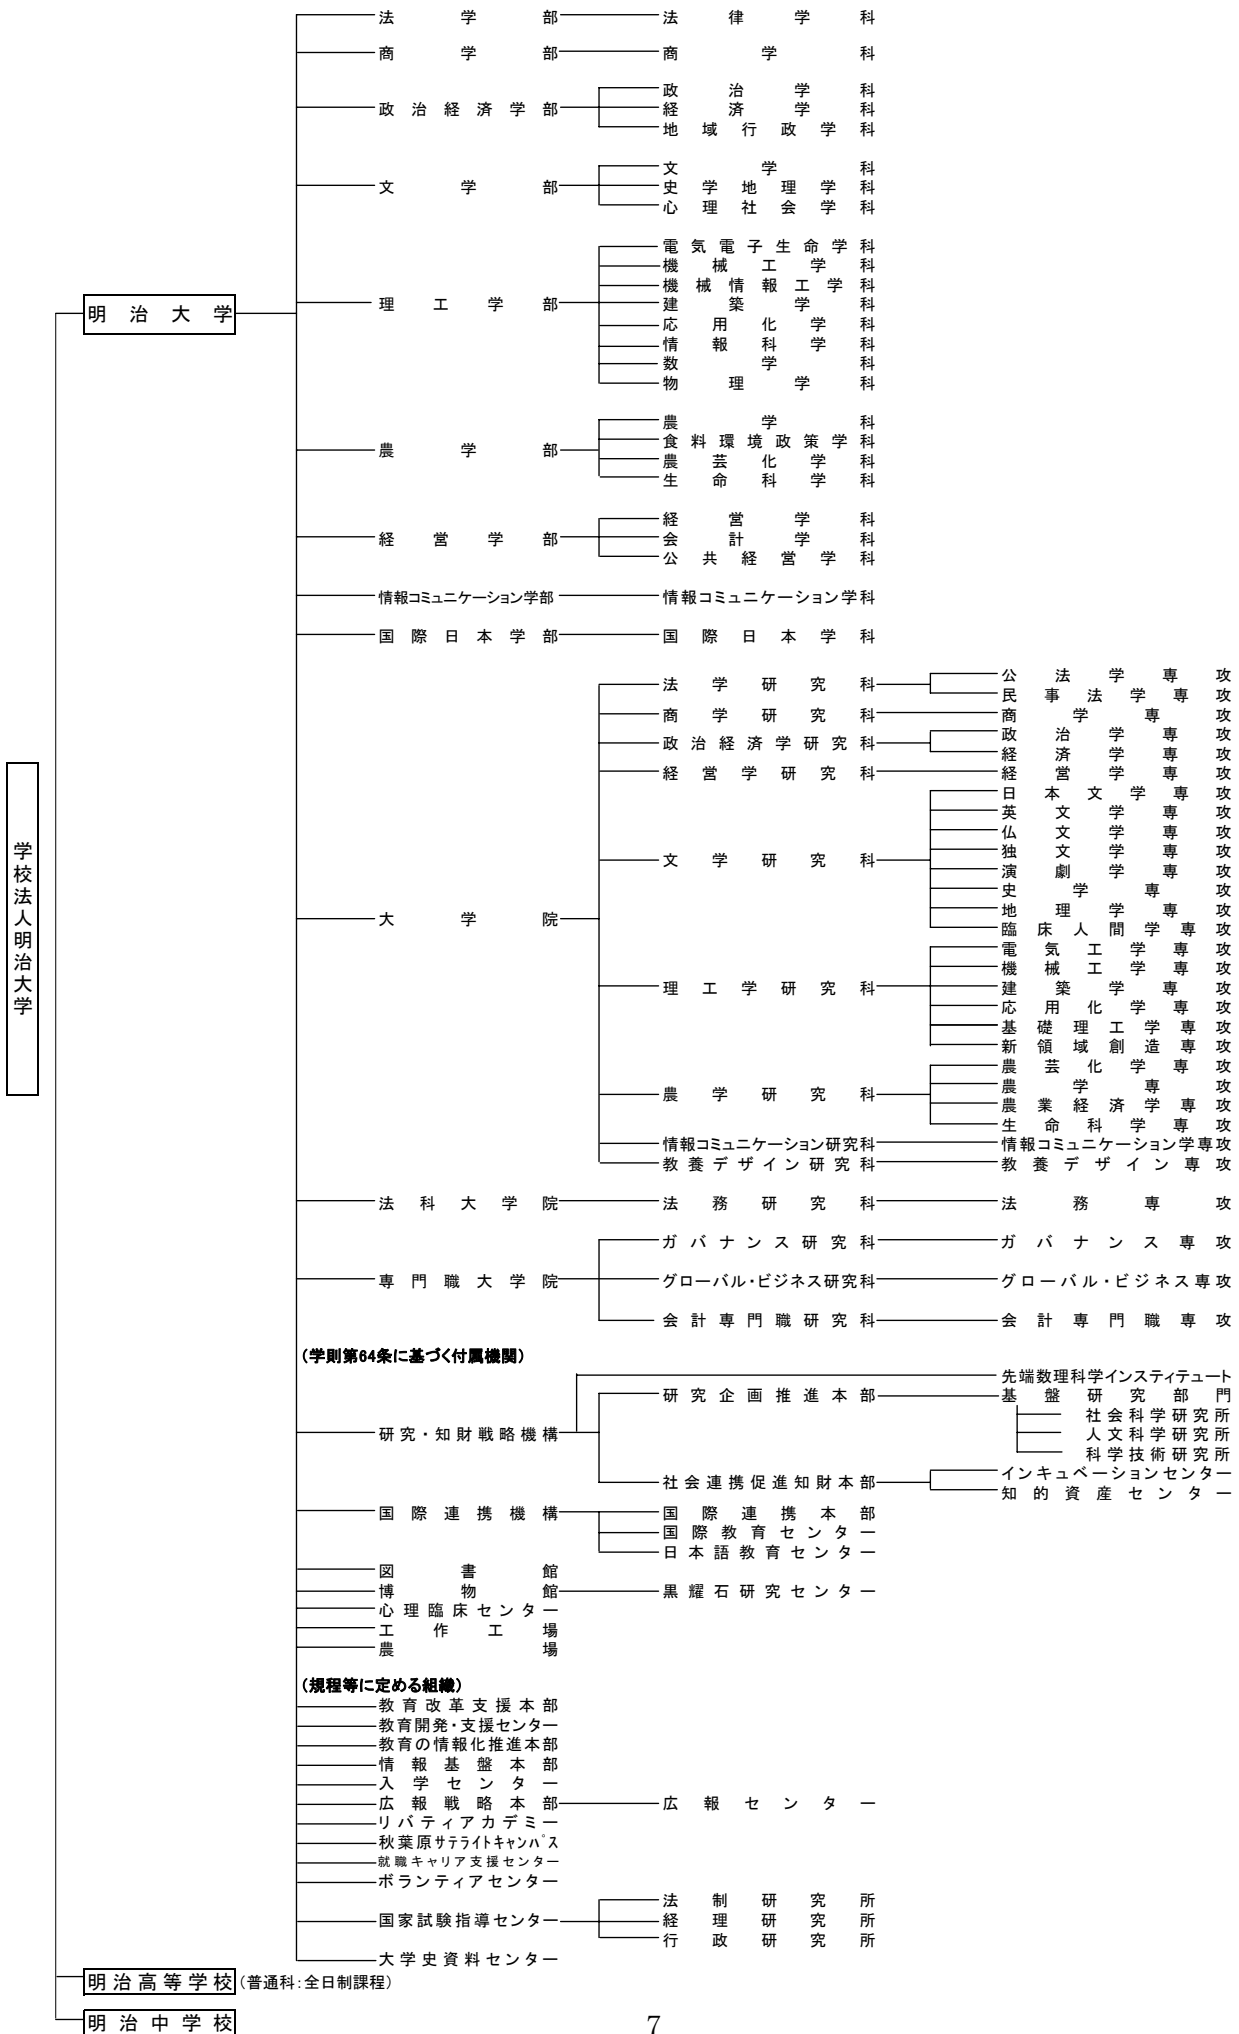 学校法人明治大学
明治大学
法学部 法律学科
商学部 商学科
政治経済学部
政治学科
経済学科
地域行政学科
文学部
文学科
史学地理学科
心理社会学科
理工学部
電気電子生命学科
機械工学科
機械情報工学科
建築学科
応用化学科
情報科学科
数学科
物理学科
農学部
農学科
食料環境政策学科
農芸化学科
生命科学科
経営学部
経営学科
会計学科
公共経営学科
情報コミュニケーション学部 情報コミュニケーション学科
国際日本学部 国際日本学科
大学院
法学研究科
公法学専攻
民事法学専攻
商学研究科 商学専攻
政治経済学研究科
政治学専攻
経済学専攻
経営学研究科 経営学専攻
文学研究科
日本文学専攻
英文学専攻
仏文学専攻
独文学専攻
演劇学専攻
史学専攻
地理学専攻
臨床人間学専攻
理工学研究科
電気工学専攻
機械工学専攻
建築学専攻
応用化学専攻
基礎理工学専攻
新領域創造専攻
農学研究科
農芸化学専攻
農学専攻
農業経済学専攻
生命科学専攻
情報コミュニケーション研究科 情報コミュニケーション学専攻
教養デザイン研究科 教養デザイン専攻
法科大学院 法務研究科 法務専攻
専門職大学院
ガバナンス研究科 ガバナンス専攻
グローバル・ビジネス研究科 グローバル・ビジネス専攻
会計専門職研究科 会計専門職専攻
(学則第64条に基づく付属機関)
研究・知財戦略機構
先端数理科学インスティテュート
研究企画推進本部 基盤研究部門
社会科学研究所
人文科学研究所
科学技術研究所
社会連携促進知財本部
インキュベーションセンター
知的資産センター
国際連携機構
国際連携本部
国際教育センター
日本語教育センター
図書館
博物館 黒耀石研究センター
心理臨床センター
工作工場
農場
(規程等に定める組織)
教育改革支援本部
教育開発・支援センター
教育の情報化推進本部
情報基盤本部
入学センター
広報戦略本部 広報センター
リバティアカデミー
秋葉原サテライトキャンパス
就職キャリア支援センター
ボランティアセンター
国家試験指導センター
法制研究所
経理研究所
行政研究所
大学史資料センター
明治高等学校 (普通科:全日制課程)
明治中学校
7